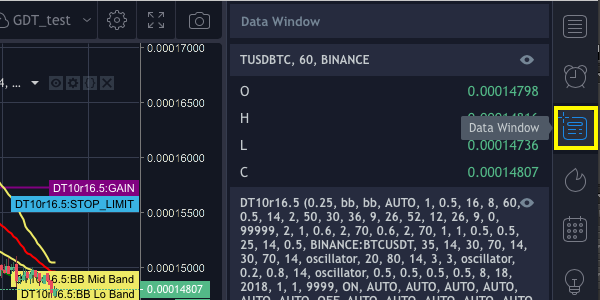 GDT_test
Data Window
0.00017000
4, ...
TUSDBTC, 60, BINANCE
0.00016500
O 0.00014798
H
0.00016000
Data Window
L 0.00014736
DT10r16.5:GAIN
C 0.00014807
DT10r16.5:STOP_LIMIT
0.00015500
DT10r16.5 (0.25, bb, bb, AUTO, 1, 0.5, 16, 8, 60,
0.5, 14, 2, 50, 30, 36, 9, 26, 52, 12, 26, 9, 0,
99999, 2, 1, 0.6, 2, 70, 0.6, 2, 70, 1, 1, 0.5, 0.5,
25, 14, 0.5, BINANCE:BTCUSDT, 35, 14, 30, 70, 14,
30, 70, 14, oscillator, 20, 80, 14, 3, 3, oscillator,
0.2, 0.8, 14, oscillator, 0.5, 0.5, 0.5, 0.5, 8, 18,
2018, 1, 1, 9999, ON, AUTO, AUTO, AUTO, AUTO,
0.00015000
DT10r16.5:BB Mid Band
0.00014807
DT10r16.5:BB Lo Band